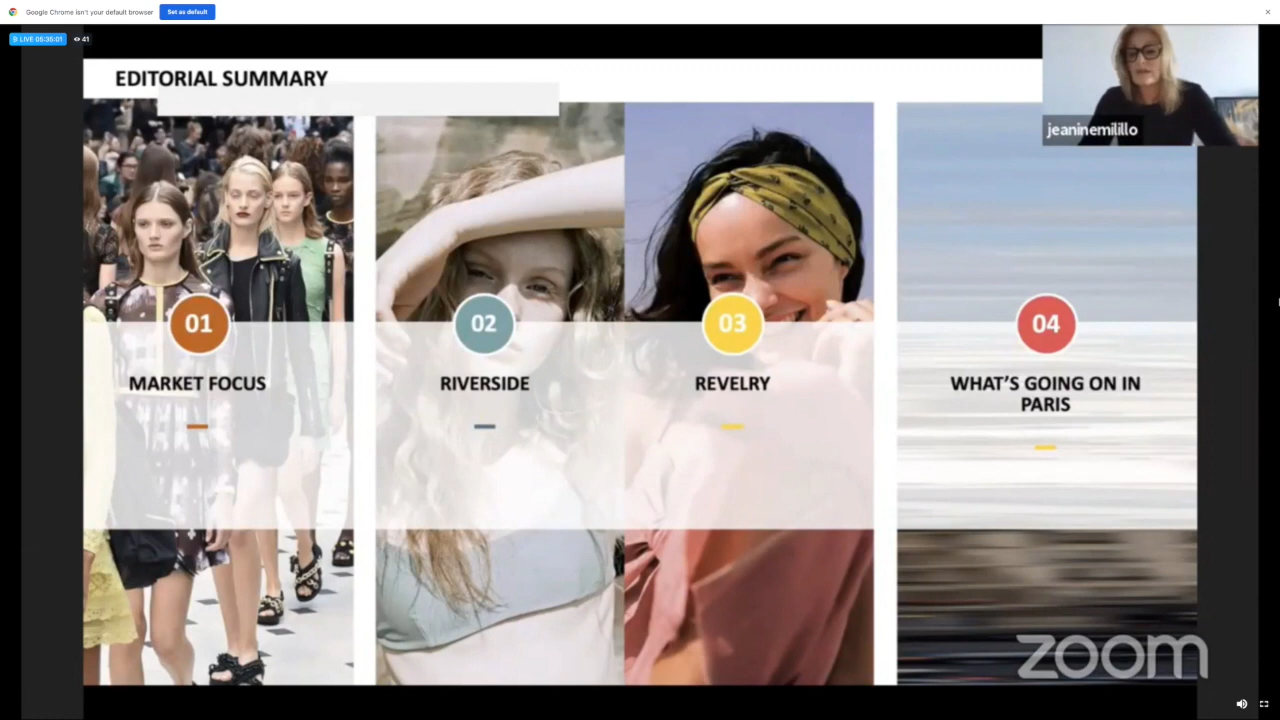 Google Chrome isn't your default browser
Set as default
LIVE 05:35:01
41
EDITORIAL SUMMARY
jeaninemilillo
01
02
03
04
MARKET FOCUS
RIVERSIDE
REVELRY
WHAT'S GOING ON IN
PARIS
zoom